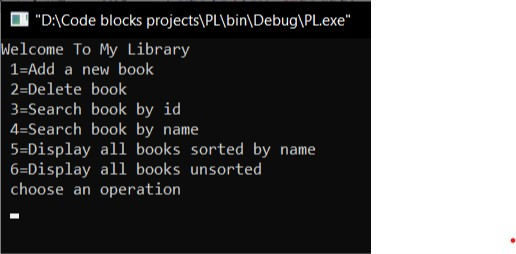 "D:\Code blocks projects\PL\bin\Debug\PL.exe"
Welcome To My Library
1=Add a new book
2=Delete book
3=Search book by id
4=Search book by name
5=Display all books sorted by name
6=Display all books unsorted
choose an operation